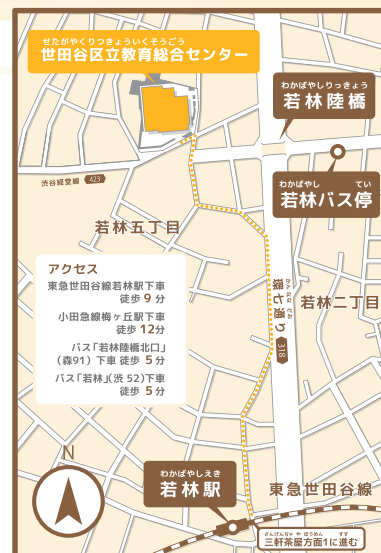 せたがやくりつきょういくそうごう
世田谷区立教育総合センター
わかばやしりっきょう
若林陸橋
渋谷経堂線 423
わかばやし てい
若林バス停
若林五丁目
アクセス
東急世田谷線若林駅下車
徒歩 9 分
小田急線梅ヶ丘駅下車
徒歩 12分
バス「若林陸橋北口」
(森91) 下車 徒歩 5分
バス「若林」(渋 52)下車
徒歩 5分
かんななどおり
環七通り 318
若林二丁目
N
わかばやしえき
若林駅
東急世田谷線
さんげんぢゃやほうめん すす
三軒茶屋方面1に進む